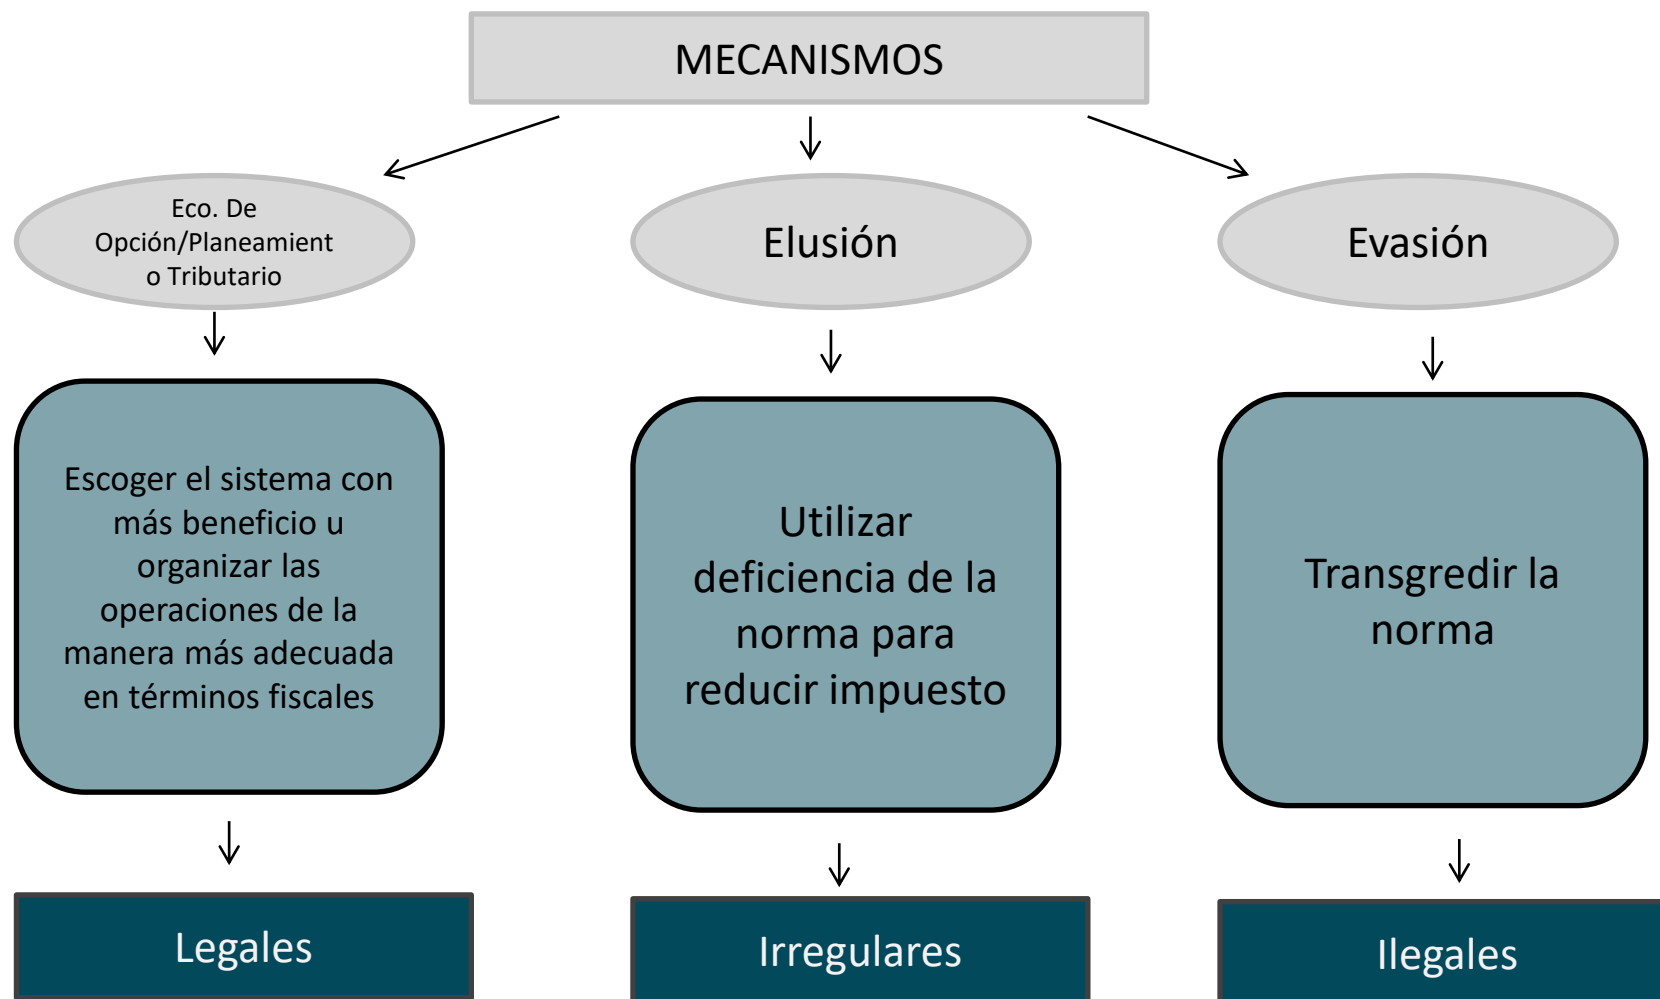 MECANISMOS
Eco. De
Opción/Planeamient
o Tributario
Elusión
Evasión
Escoger el sistema con
más beneficio u
organizar las
operaciones de la
manera más adecuada
en términos fiscales
Utilizar
deficiencia de la
norma para
reducir impuesto
Transgredir la
norma
Legales
Irregulares
Ilegales